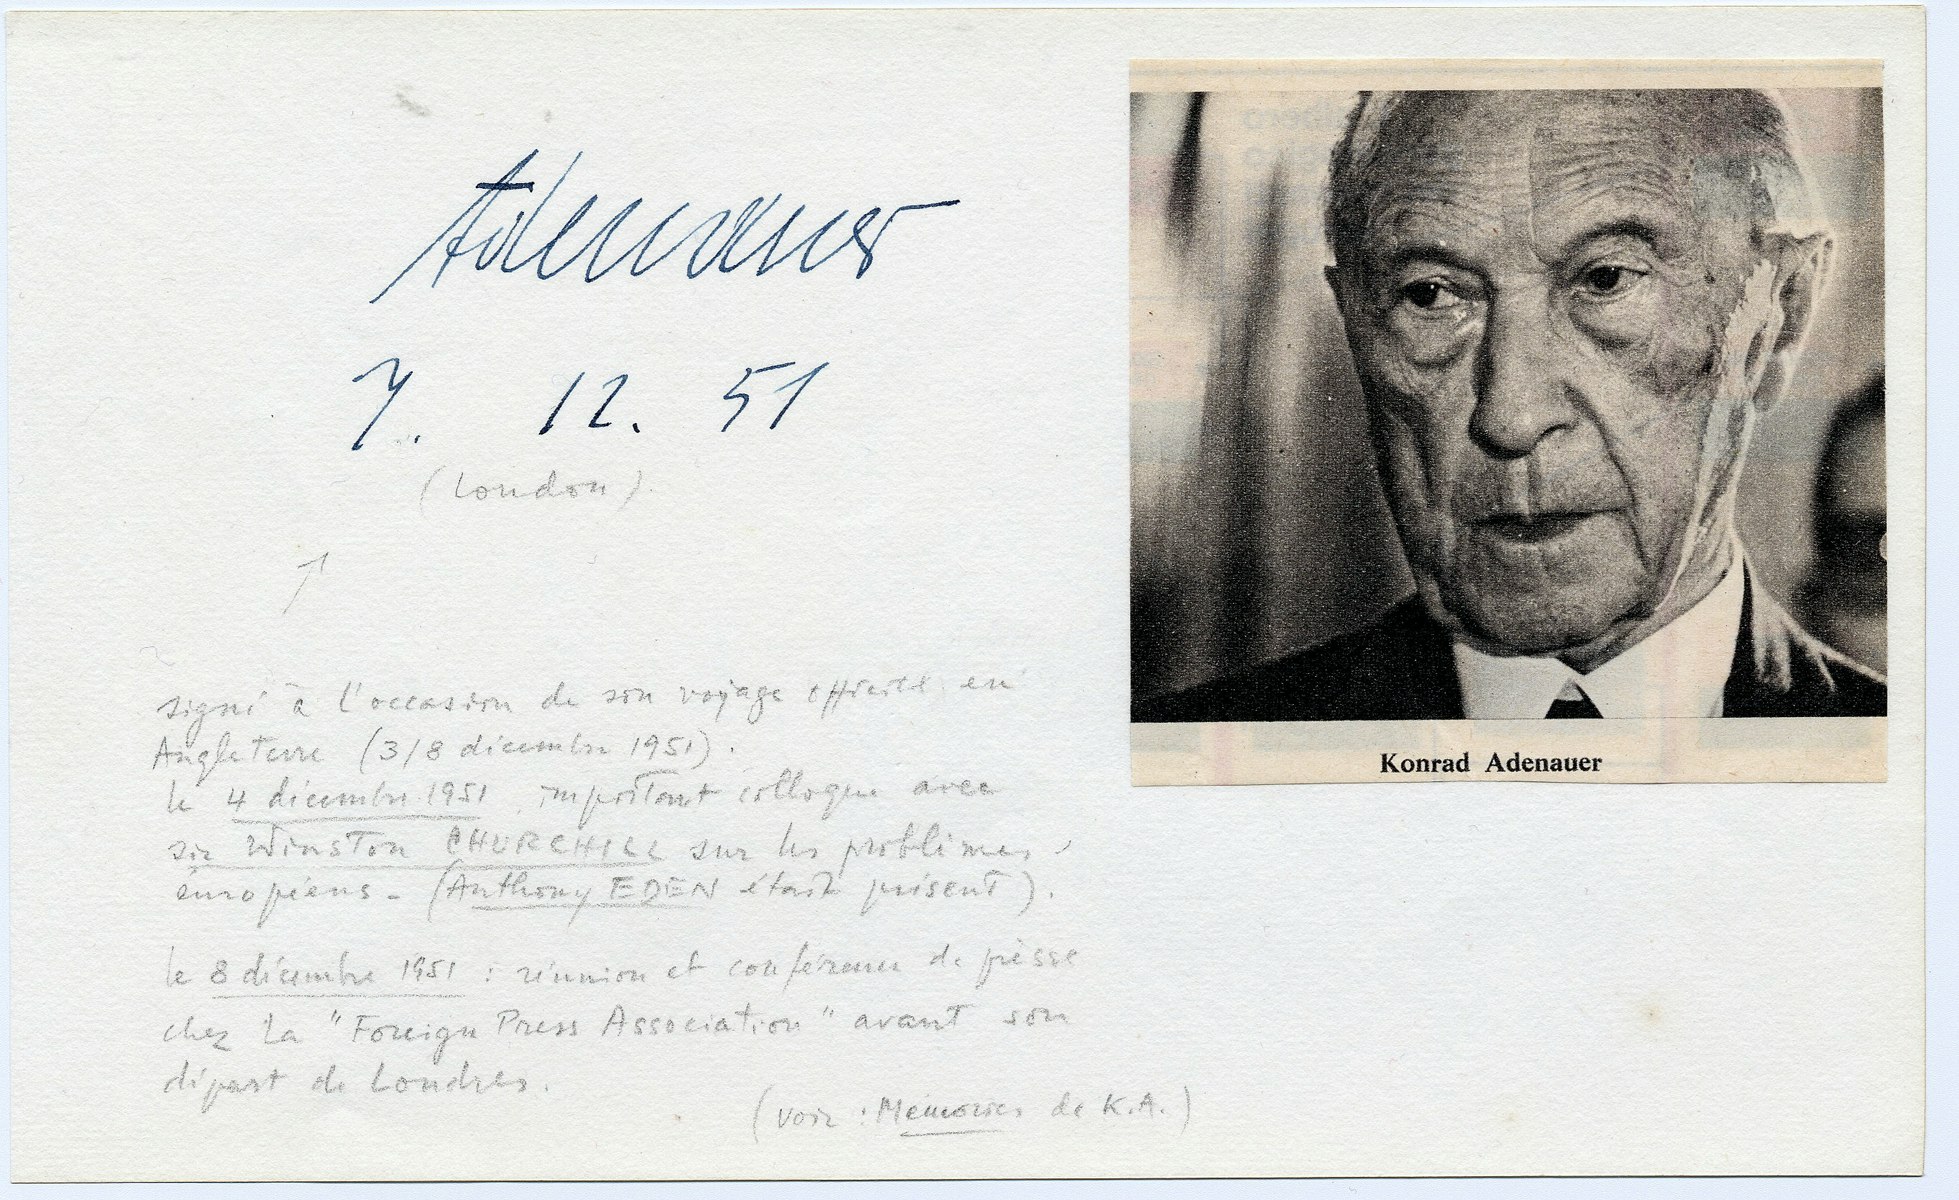 Adenauer
7. 12. 51
(London).
signé à l'occasion de son voyage officiel en
Angleterre (3/8 décembre 1951).
le 4 décembre 1951 important colloque avec
sir Winston CHURCHILL sur les problèmes
européens - (Anthony EDEN était présent).
le 8 décembre 1951 : réunion et conférence de presse
chez la "Foreign Press Association" avant son
départ de Londres.
(voir : Mémoires de K.A.)
Konrad Adenauer